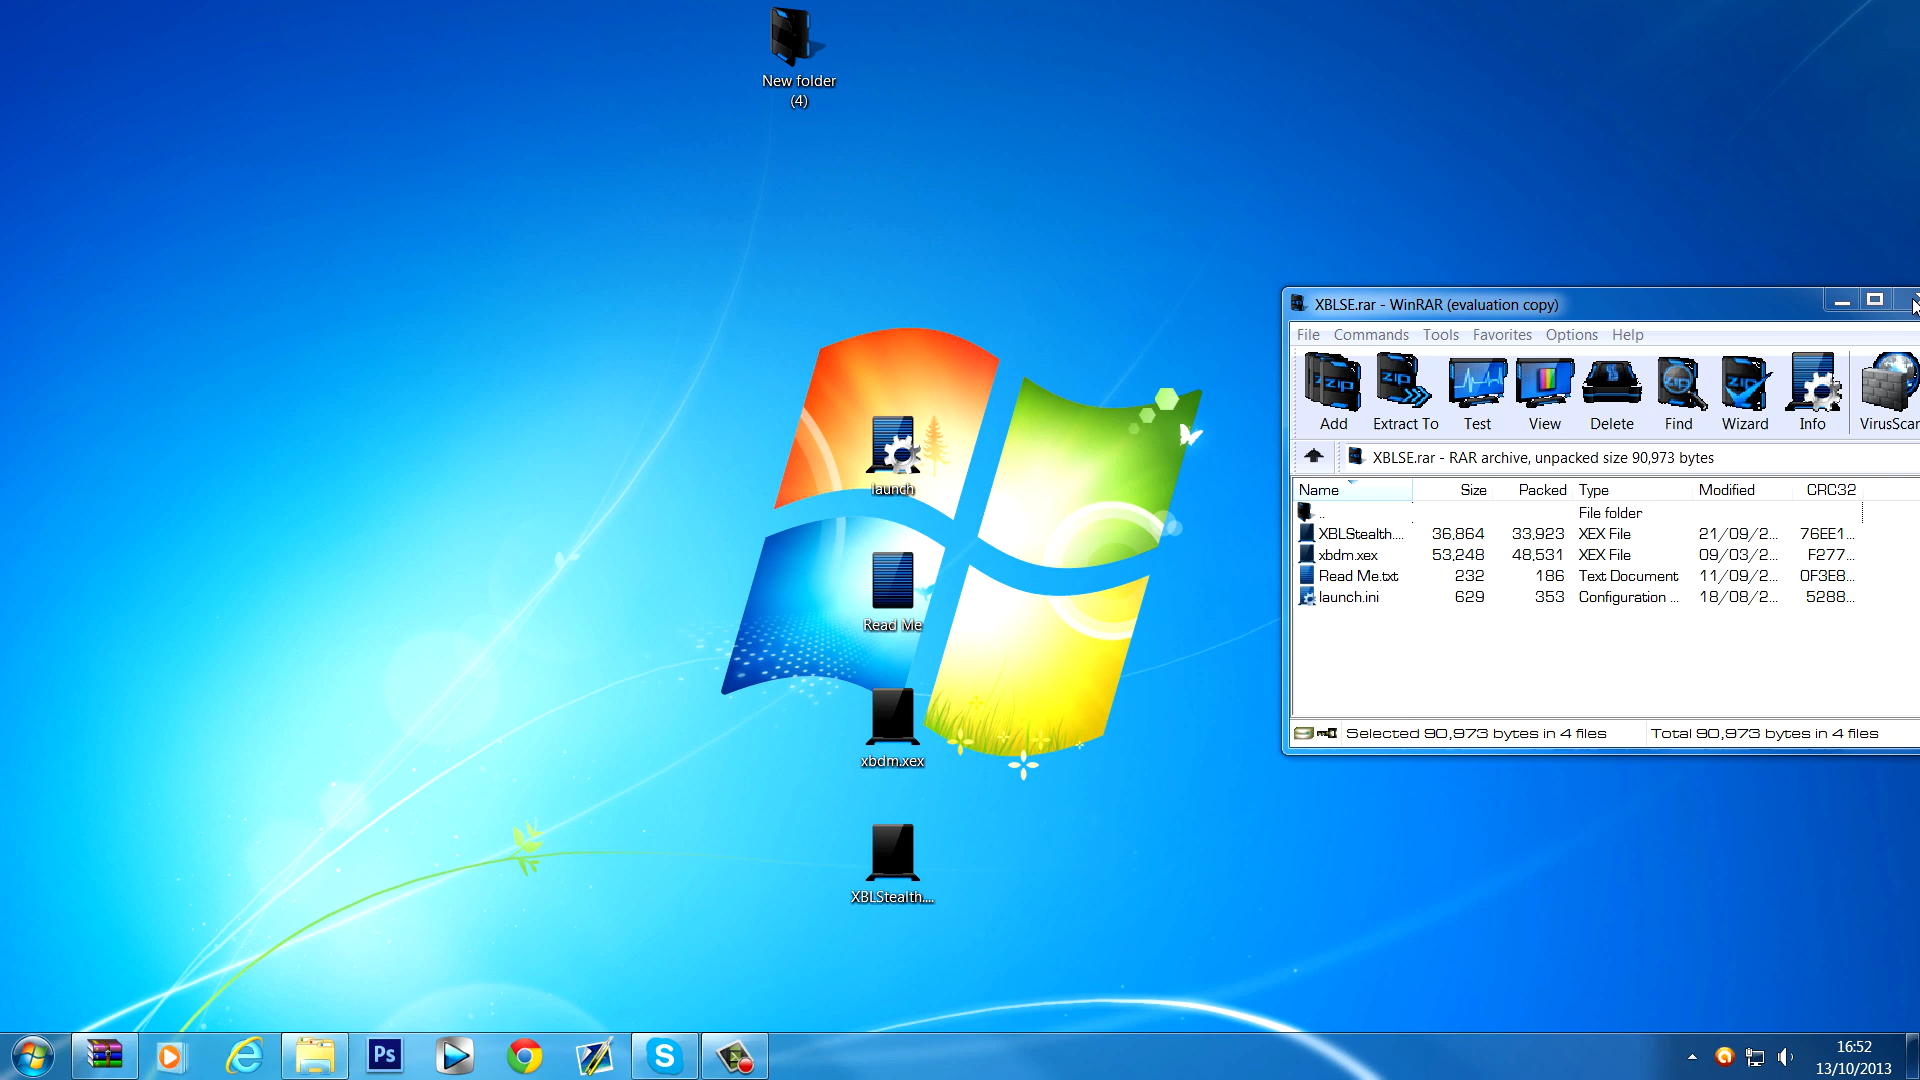 New folder
(4)
launch
Read Me
xbdm.xex
XBLStealth....
XBLSE.rar - WinRAR (evaluation copy)
File Commands Tools Favorites Options Help
Add Extract To Test View Delete Find Wizard Info VirusScan
XBLSE.rar - RAR archive, unpacked size 90,973 bytes
Name Size Packed Type Modified CRC32
.. File folder
XBLStealth.... 36,864 33,923 XEX File 21/09/2... 76EE1...
xbdm.xex 53,248 48,531 XEX File 09/03/2... F277...
Read Me.txt 232 186 Text Document 11/09/2... 0F3E8...
launch.ini 629 353 Configuration ... 18/08/2... 5288...
Selected 90,973 bytes in 4 files Total 90,973 bytes in 4 files
Ps
16:52
13/10/2013